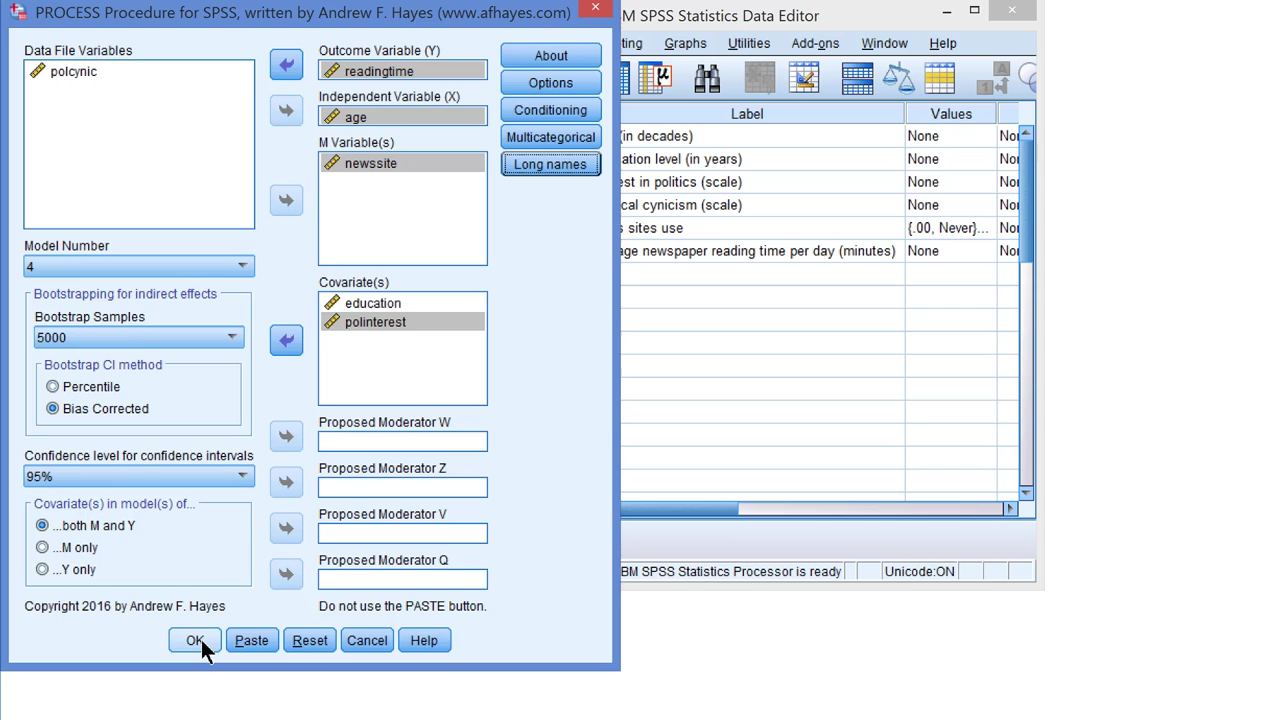 PROCESS Procedure for SPSS, written by Andrew F. Hayes (www.afhayes.com)
Data File Variables
polcynic
Model Number
4
Bootstrapping for indirect effects
Bootstrap Samples
5000
Bootstrap CI method
Percentile
Bias Corrected
Confidence level for confidence intervals
95%
Covariate(s) in model(s) of...
...both M and Y
...M only
...Y only
Copyright 2016 by Andrew F. Hayes
Outcome Variable (Y)
readingtime
Independent Variable (X)
age
M Variable(s)
newssite
Covariate(s)
education
polinterest
Proposed Moderator W
Proposed Moderator Z
Proposed Moderator V
Proposed Moderator Q
Do not use the PASTE button.
About
Options
Conditioning
Multicategorical
Long names
OK
Paste
Reset
Cancel
Help
BM SPSS Statistics Data Editor
ting Graphs Utilities Add-ons Window Help
Label Values
(in decades) None Nor
ation level (in years) None Nor
est in politics (scale) None Nor
cal cynicism (scale) None Nor
s sites use {.00, Never}... Nor
age newspaper reading time per day (minutes) None Nor
BM SPSS Statistics Processor is ready Unicode:ON